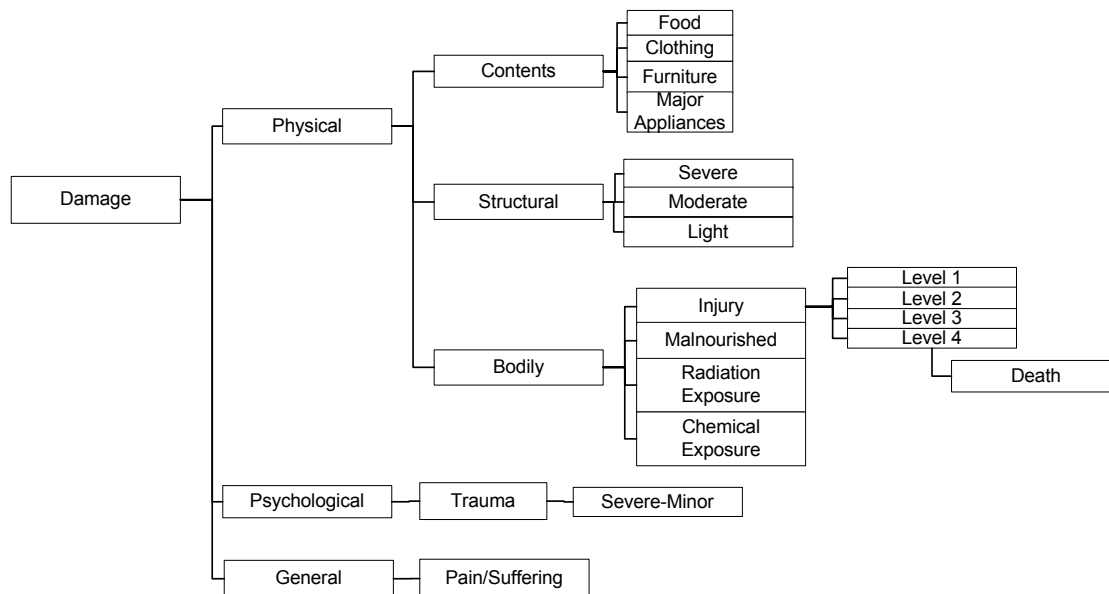 Food
Clothing
Contents
Furniture
Major
Appliances
Physical
Severe
Damage
Structural
Moderate
Light
Level 1
Injury
Level 2
Level 3
Level 4
Malnourished
Bodily
Radiation
Exposure
Death
Chemical
Exposure
Psychological
Trauma
Severe-Minor
General
Pain/Suffering